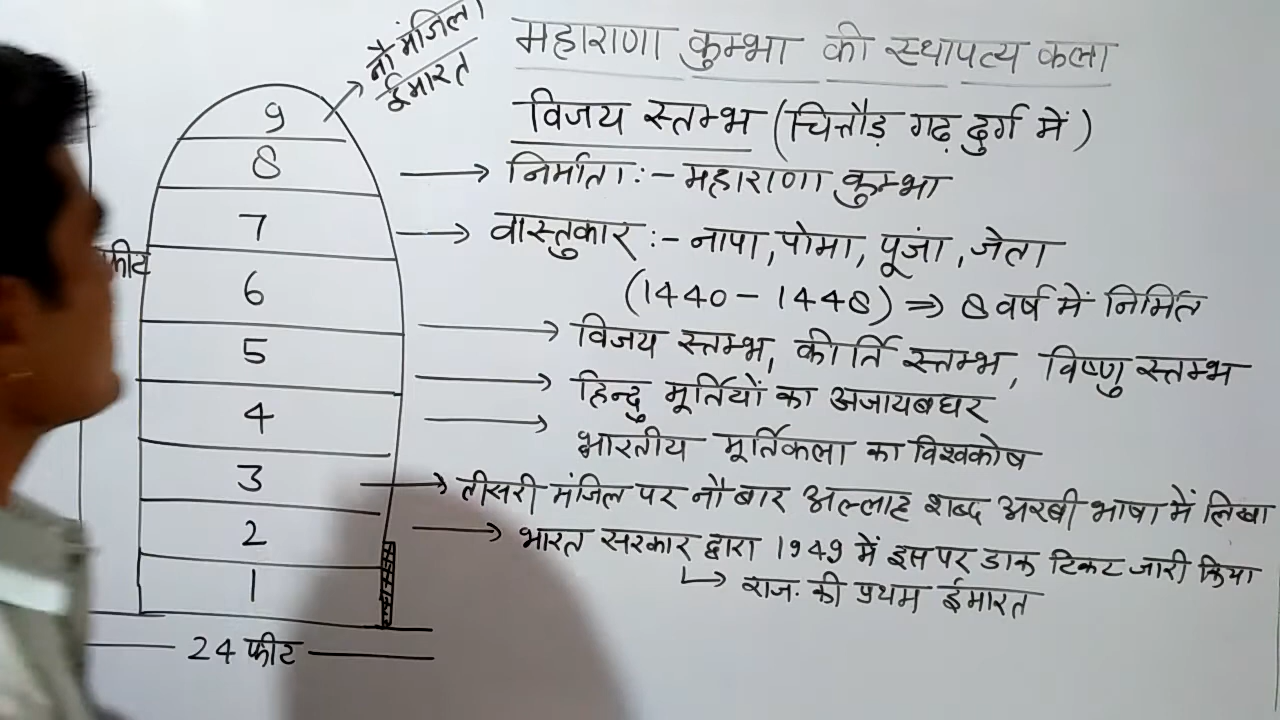 महाराणा कुम्भा की स्थापत्य कला
नौ मंजिला
ईमारत
विजय स्तम्भ (चित्तौड़ गढ़ दुर्ग में)
निर्माता :- महाराणा कुम्भा
वास्तुकार :- नापा, पोमा, पूंजा, जेता
(1440 - 1448) ⇒ 8 वर्ष में निर्मित
विजय स्तम्भ, कीर्ति स्तम्भ, विष्णु स्तम्भ
हिन्दु मूर्तियों का अजायबघर
भारतीय मूर्तिकला का विश्वकोष
तीसरी मंजिल पर नौ बार अल्लाह शब्द अरबी भाषा में लिखा
भारत सरकार द्वारा 1949 में इस पर डाक टिकट जारी किया
राज. की प्रथम ईमारत
9
8
7
6
5
4
3
2
1
फीट
24 फीट